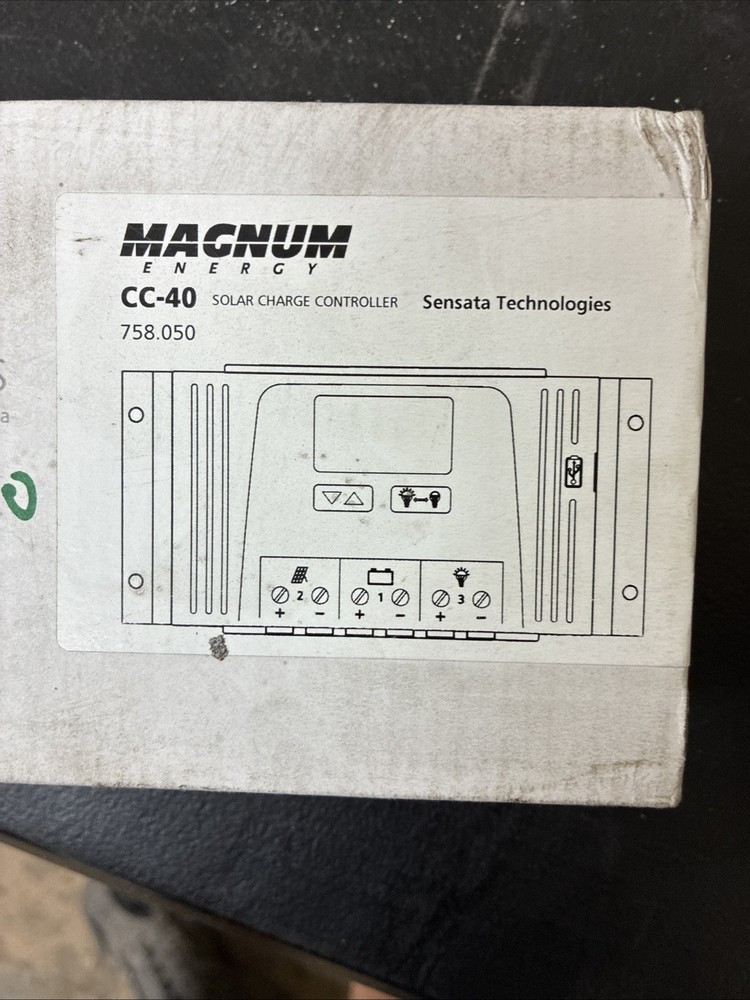 MAGNUM
ENERGY
CC-40 SOLAR CHARGE CONTROLLER Sensata Technologies
758.050
2 1 3
+ − + − + −